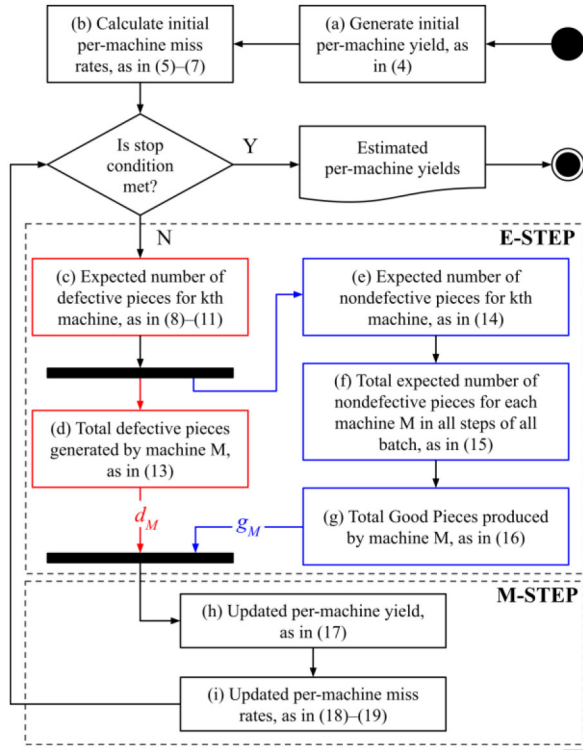 (b) Calculate initial
per-machine miss
rates, as in (5)–(7)
(a) Generate initial
per-machine yield, as
in (4)
Is stop
condition
met?
Y
Estimated
per-machine yields
N
E-STEP
(c) Expected number of
defective pieces for kth
machine, as in (8)–(11)
(e) Expected number of
nondefective pieces for kth
machine, as in (14)
(d) Total defective pieces
generated by machine M,
as in (13)
(f) Total expected number of
nondefective pieces for each
machine M in all steps of all
batch, as in (15)
d_M
g_M
(g) Total Good Pieces produced
by machine M, as in (16)
M-STEP
(h) Updated per-machine yield,
as in (17)
(i) Updated per-machine miss
rates, as in (18)–(19)